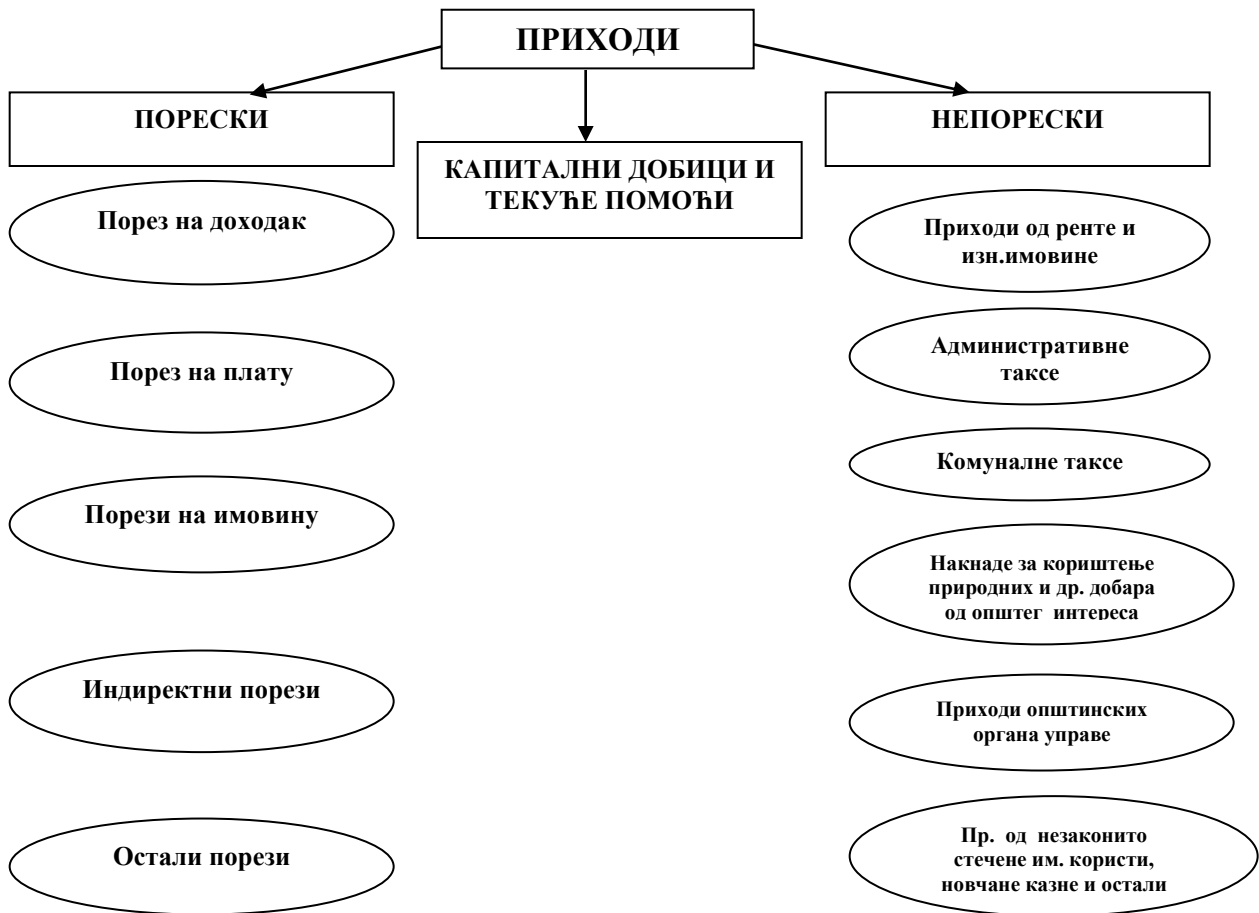 ПРИХОДИ
ПОРЕСКИ
КАПИТАЛНИ ДОБИЦИ И
ТЕКУЋЕ ПОМОЋИ
НЕПОРЕСКИ
Порез на доходак
Порез на плату
Порези на имовину
Индиректни порези
Остали порези
Приходи од ренте и
изн.имовине
Административне
таксе
Комуналне таксе
Накнаде за кориштење
природних и др. добара
од општег интереса
Приходи општинских
органа управе
Пр. од незаконито
стечене им. користи,
новчане казне и остали